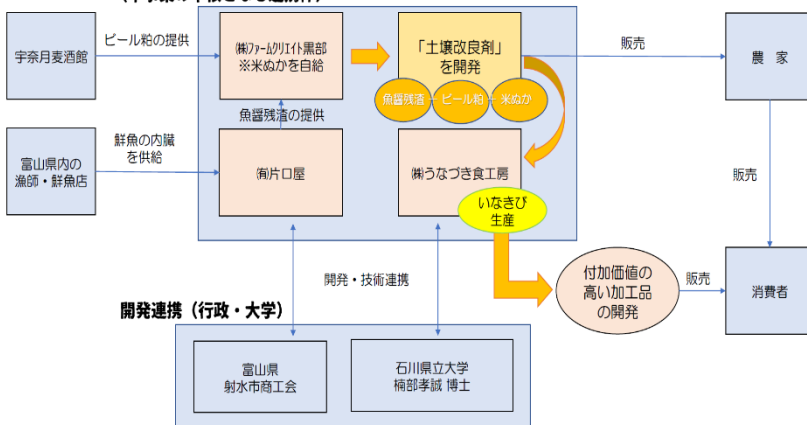 宇奈月麦酒館
ビール粕の提供
㈱ファームクリエイト黒部
※米ぬかを自給
「土壌改良剤」
を開発
魚醤残渣
ビール粕
米ぬか
販売
農　家
魚醤残渣の提供
富山県内の
漁師・鮮魚店
鮮魚の内臓
を供給
㈲片口屋
㈱うなづき食工房
いなきび
生産
販売
開発・技術連携
付加価値の
高い加工品
の開発
販売
消費者
開発連携（行政・大学）
富山県
射水市商工会
石川県立大学
楠部孝誠 博士